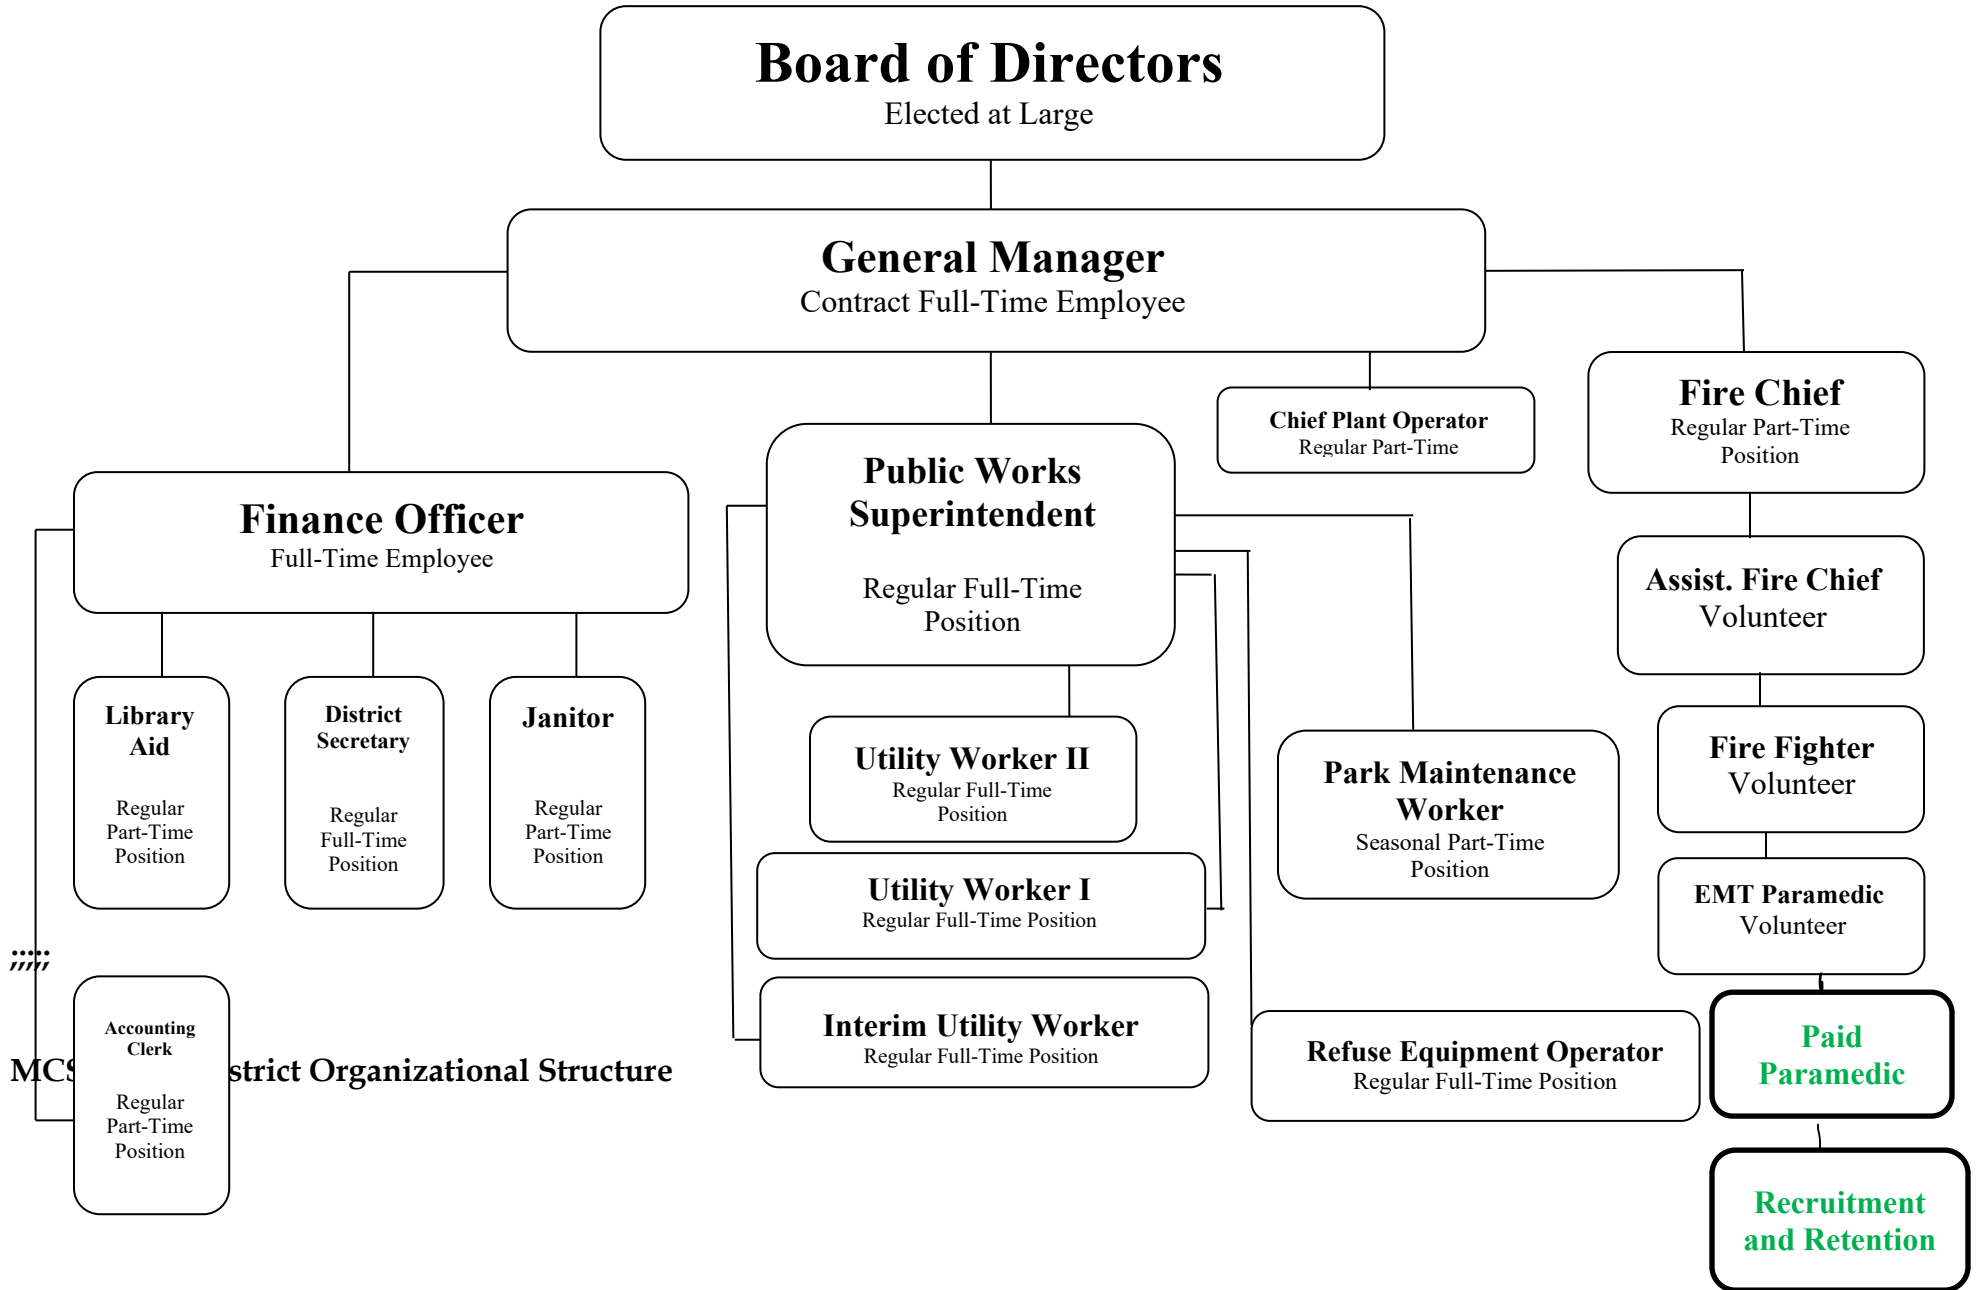 Board of Directors
Elected at Large
General Manager
Contract Full-Time Employee
Finance Officer
Full-Time Employee
Public Works
Superintendent
Regular Full-Time
Position
Chief Plant Operator
Regular Part-Time
Fire Chief
Regular Part-Time
Position
Assist. Fire Chief
Volunteer
Library
Aid
Regular
Part-Time
Position
District
Secretary
Regular
Full-Time
Position
Janitor
Regular
Part-Time
Position
Utility Worker II
Regular Full-Time
Position
Utility Worker I
Regular Full-Time Position
Interim Utility Worker
Regular Full-Time Position
Park Maintenance
Worker
Seasonal Part-Time
Position
Refuse Equipment Operator
Regular Full-Time Position
Fire Fighter
Volunteer
EMT Paramedic
Volunteer
Paid
Paramedic
Recruitment
and Retention
;;;;;
Accounting
Clerk
Regular
Part-Time
Position
MCS strict Organizational Structure